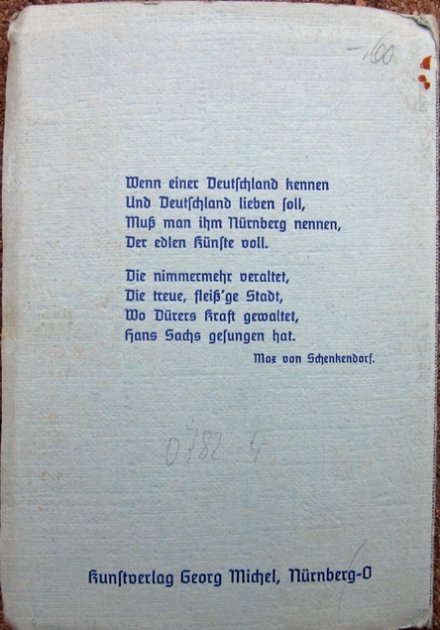 -.60
Wenn einer Deutſchland kennen
Und Deutſchland lieben ſoll,
Muß man ihm Nürnberg nennen,
Der edlen Künſte voll.
Die nimmermehr veraltet,
Die treue, fleiß'ge Stadt,
Wo Dürers Kraft gewaltet,
Hans Sachs geſungen hat.
Max von Schenkendorf.
0782 4
Kunſtverlag Georg Michel, Nürnberg-O